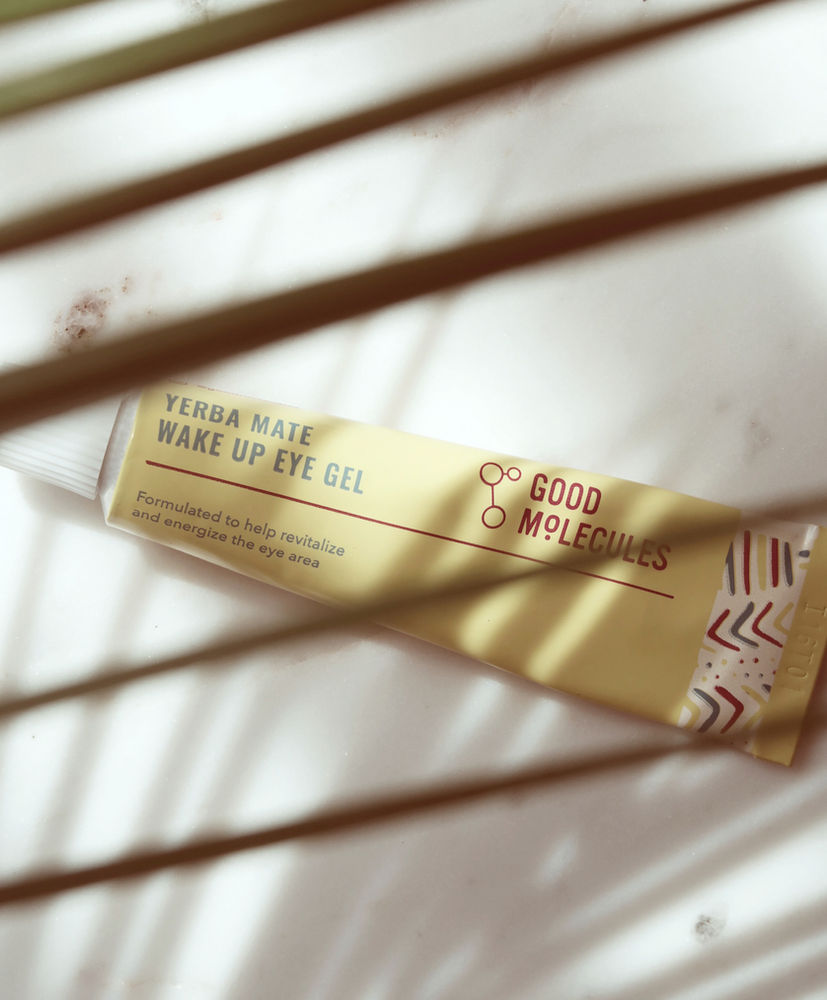 YERBA MATE
WAKE UP EYE GEL
Formulated to help revitalize
and energize the eye area
GOOD
MOLECULES